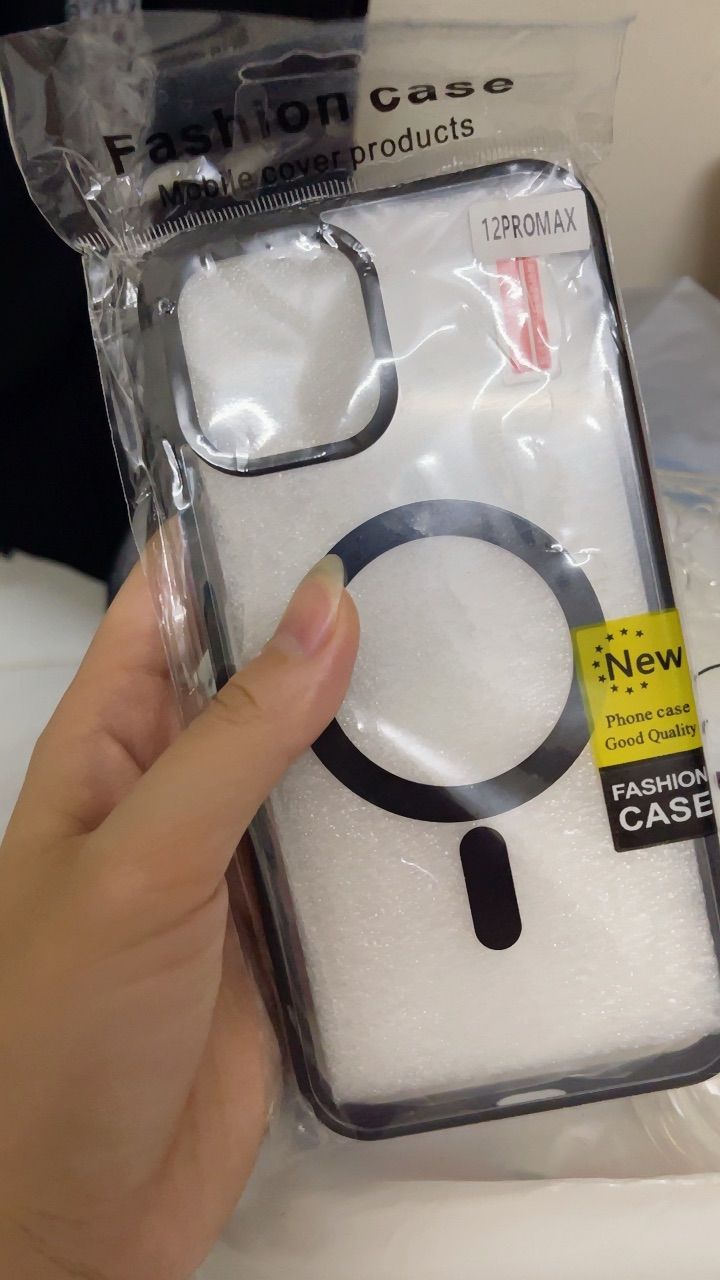 Fashion case
Mobile cover products
12PROMAX
New
Phone case
Good Quality
FASHION
CASE